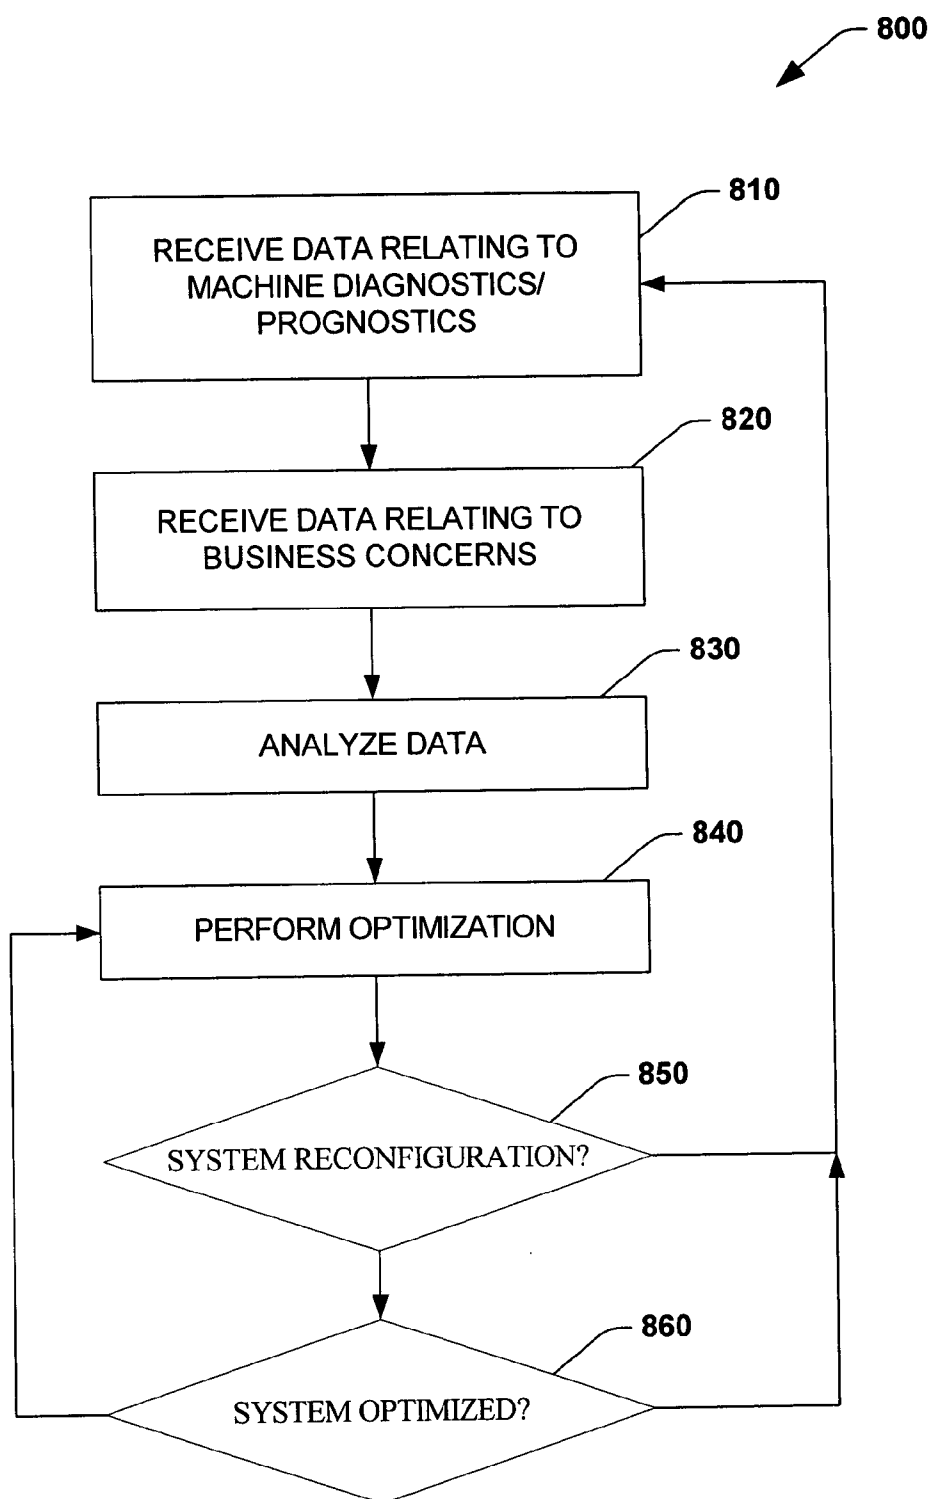 800
810
RECEIVE DATA RELATING TO
MACHINE DIAGNOSTICS/
PROGNOSTICS
820
RECEIVE DATA RELATING TO
BUSINESS CONCERNS
830
ANALYZE DATA
840
PERFORM OPTIMIZATION
850
SYSTEM RECONFIGURATION?
860
SYSTEM OPTIMIZED?